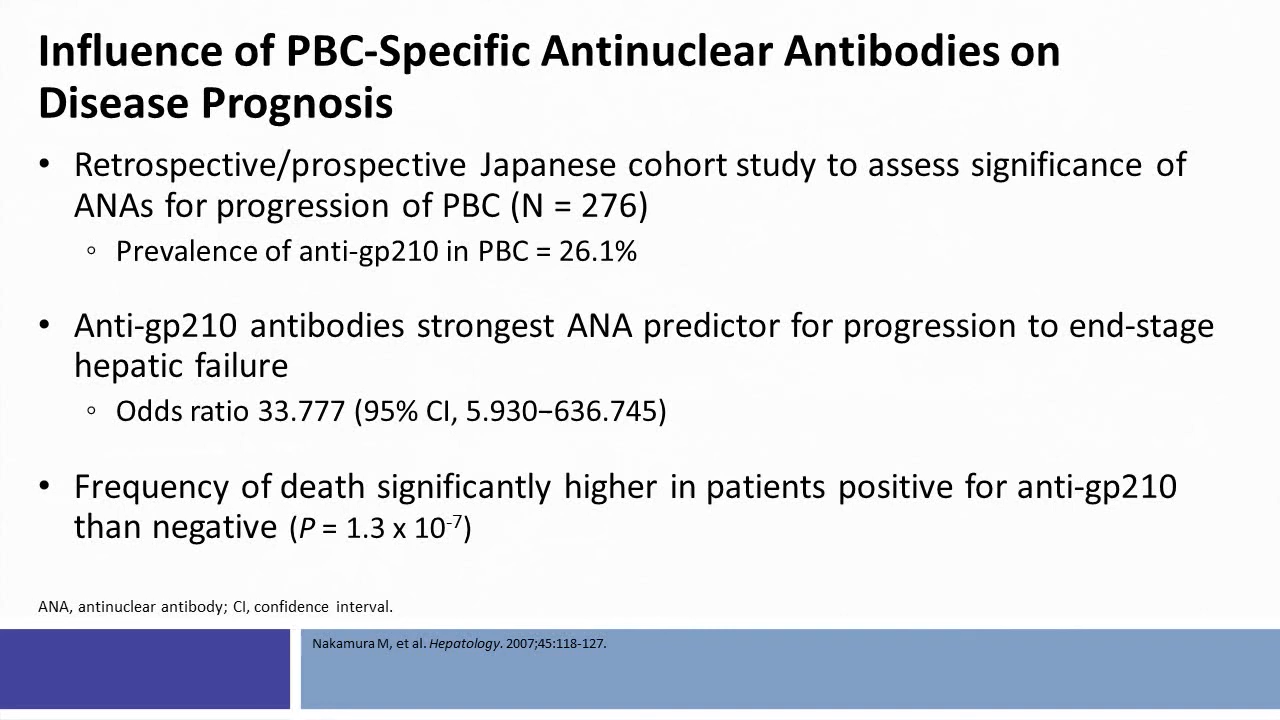 Influence of PBC-Specific Antinuclear Antibodies on
Disease Prognosis
• Retrospective/prospective Japanese cohort study to assess significance of
ANAs for progression of PBC (N = 276)
◦ Prevalence of anti-gp210 in PBC = 26.1%
• Anti-gp210 antibodies strongest ANA predictor for progression to end-stage
hepatic failure
◦ Odds ratio 33.777 (95% CI, 5.930−636.745)
• Frequency of death significantly higher in patients positive for anti-gp210
than negative (P = 1.3 x 10⁻⁷)
ANA, antinuclear antibody; CI, confidence interval.
Nakamura M, et al. Hepatology. 2007;45:118-127.